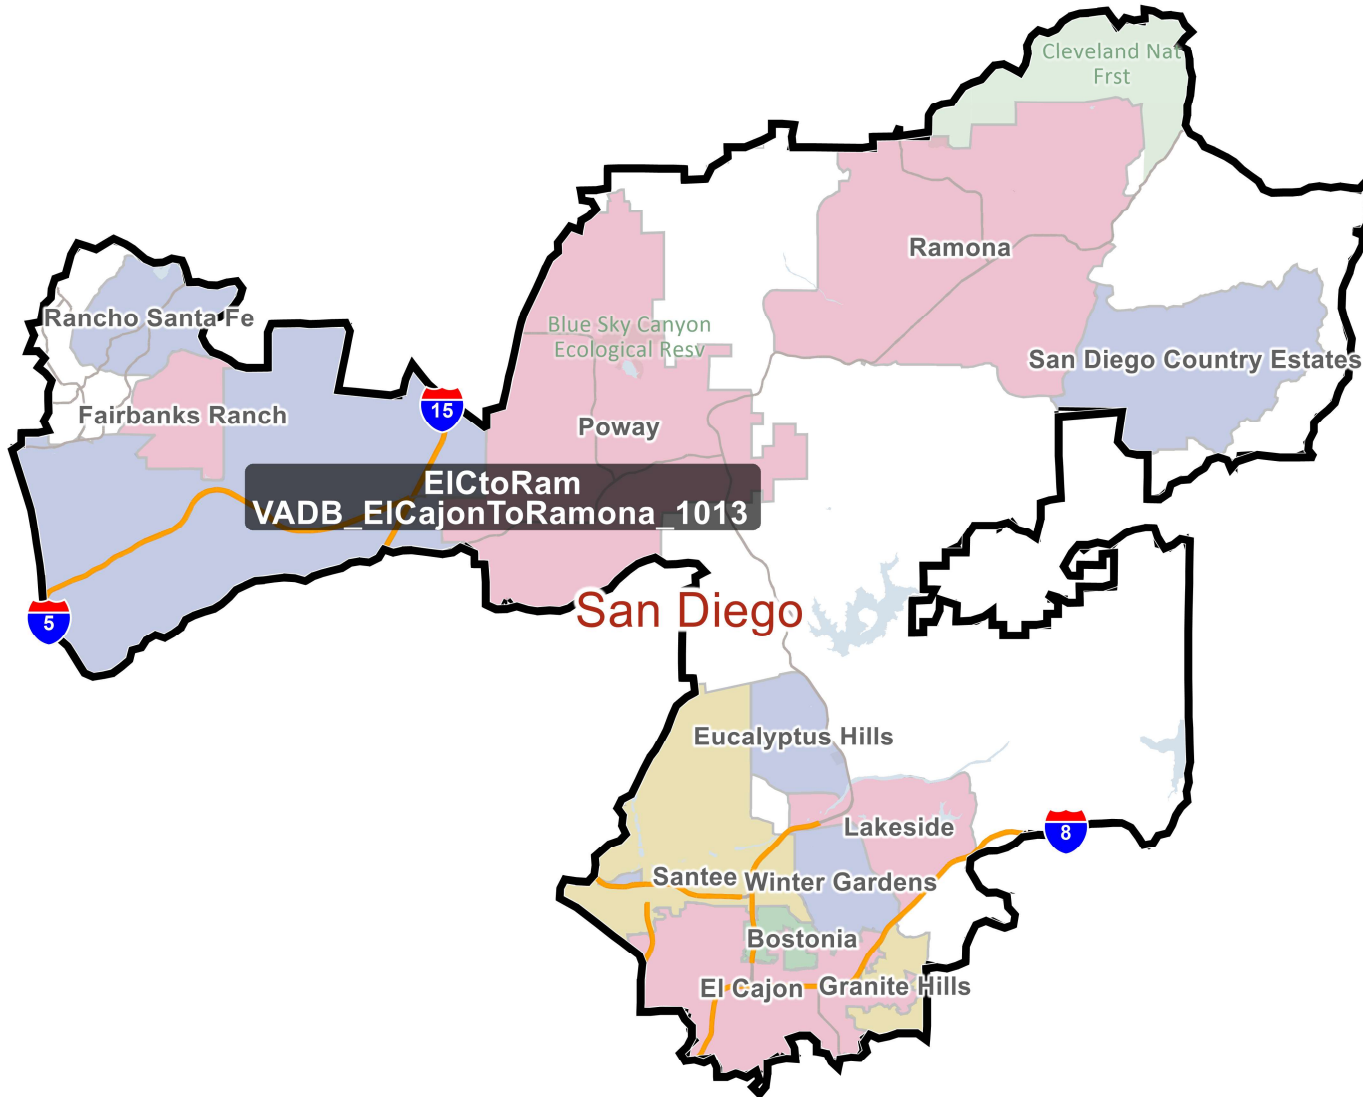 Cleveland Nat
Frst
Ramona
Rancho Santa Fe
Blue Sky Canyon
Ecological Resv
San Diego Country Estates
15
Fairbanks Ranch
Poway
ElCtoRam
VADB_ElCajonToRamona_1013
San Diego
5
Eucalyptus Hills
Lakeside
8
Santee
Winter Gardens
Bostonia
El Cajon
Granite Hills